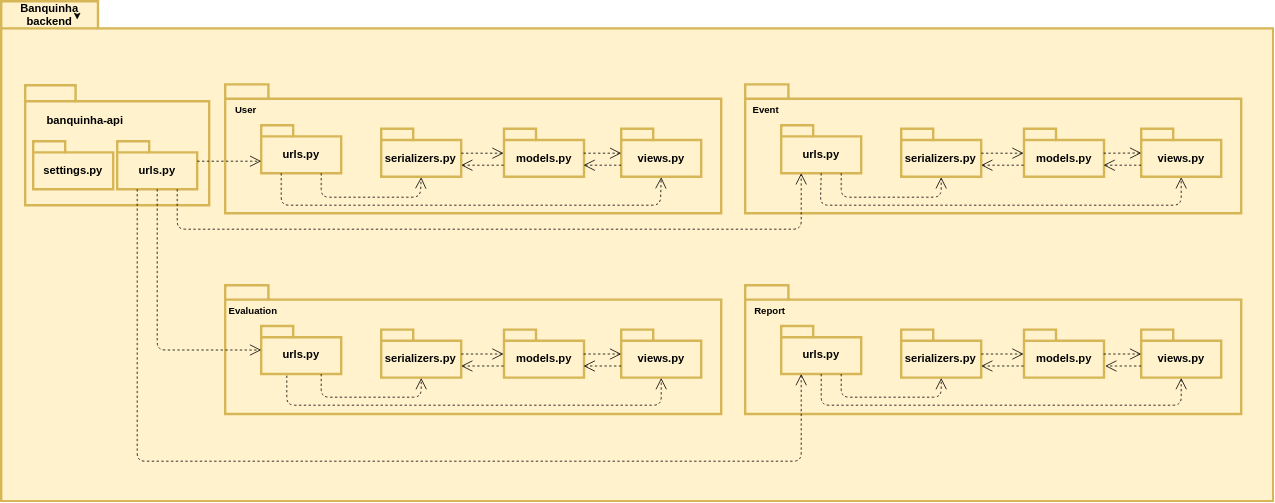 Banquinha
backend
banquinha-api
settings.py
urls.py
User
urls.py
serializers.py
models.py
views.py
Event
urls.py
serializers.py
models.py
views.py
Evaluation
urls.py
serializers.py
models.py
views.py
Report
urls.py
serializers.py
models.py
views.py